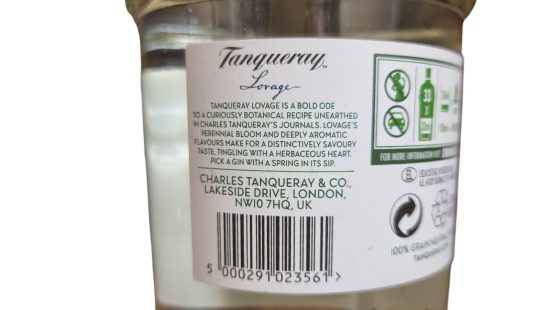 Tanqueray
Lovage
TANQUERAY LOVAGE IS A BOLD ODE
TO A CURIOUSLY BOTANICAL RECIPE UNEARTHED
IN CHARLES TANQUERAY'S JOURNALS. LOVAGE'S
PERENNIAL BLOOM AND DEEPLY AROMATIC
FLAVOURS MAKE FOR A DISTINCTIVELY SAVOURY
TASTE, TINGLING WITH A HERBACEOUS HEART.
PICK A GIN WITH A SPRING IN ITS SIP.
CHARLES TANQUERAY & CO.,
LAKESIDE DRIVE, LONDON,
NW10 7HQ, UK
5 000291 023561 >
33
FOR MORE INFORMATION VISIT
100% GRAIN NEUTRAL
TANQUERAY